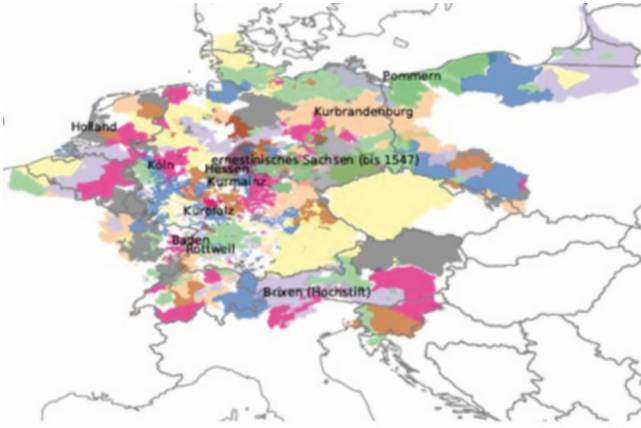 Pommern
Kurbrandenburg
Holland
ernestinisches Sachsen (bis 1547)
Köln
Hessen
Kurmainz
Kurpfalz
Baden
Rottweil
Brixen (Hochstift)